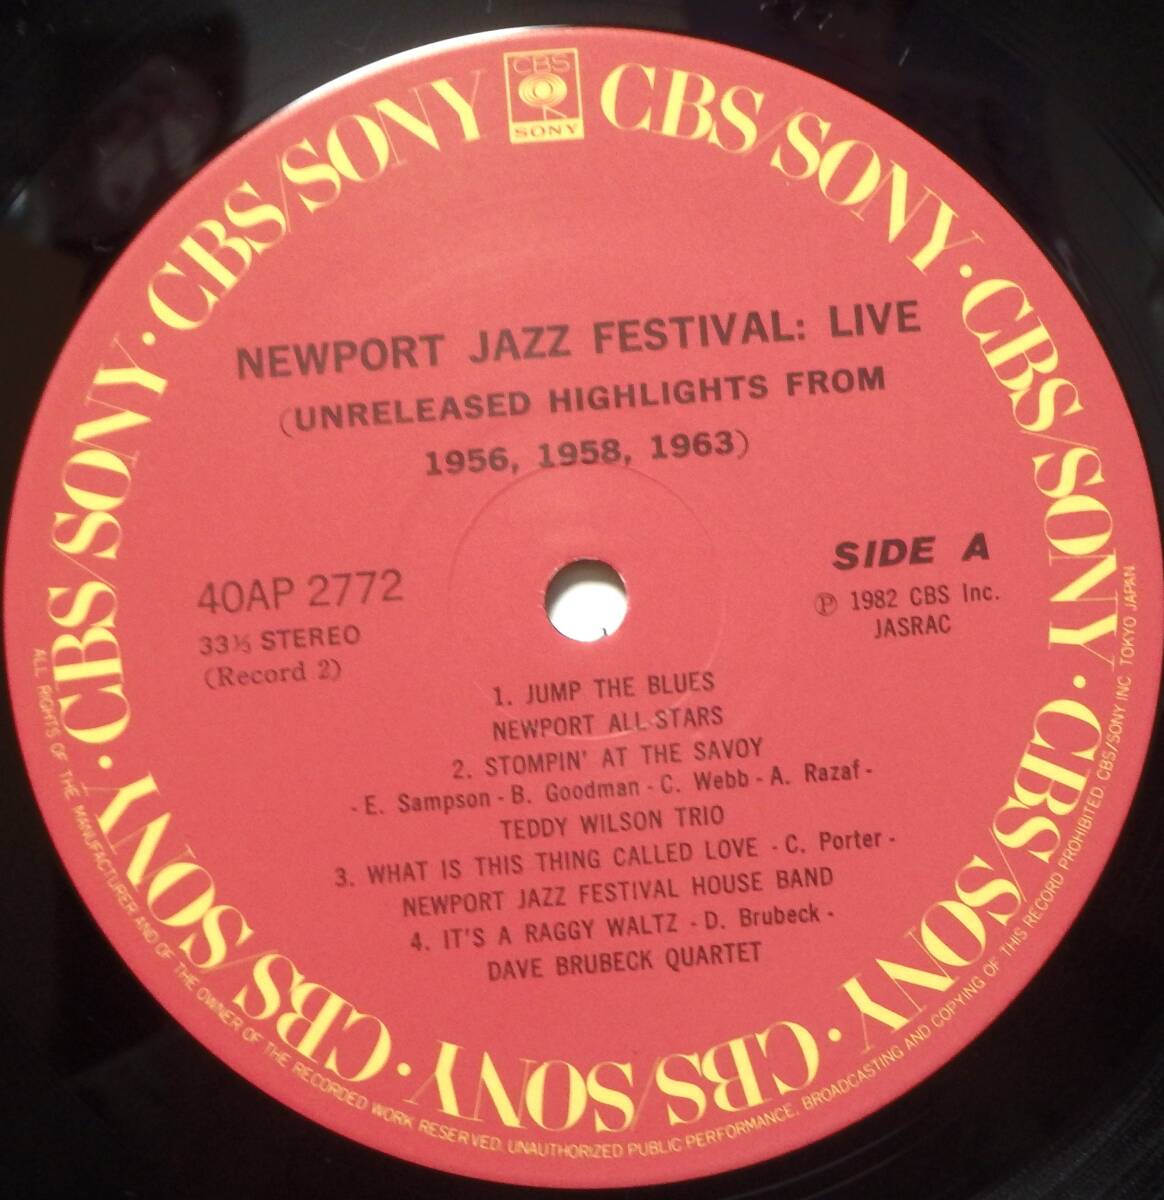 CBS
SONY
CBS/SONY · CBS/SONY · CBS/SONY · CBS/SONY · CBS/SONY · CBS/SONY · CBS/SONY · CBS/SONY
NEWPORT JAZZ FESTIVAL: LIVE
(UNRELEASED HIGHLIGHTS FROM
1956, 1958, 1963)
SIDE A
℗ 1982 CBS Inc.
JASRAC
40AP 2772
33⅓ STEREO
(Record 2)
1. JUMP THE BLUES
NEWPORT ALL-STARS
2. STOMPIN' AT THE SAVOY
- E. Sampson - B. Goodman - C. Webb - A. Razaf -
TEDDY WILSON TRIO
3. WHAT IS THIS THING CALLED LOVE - C. Porter -
NEWPORT JAZZ FESTIVAL HOUSE BAND
4. IT'S A RAGGY WALTZ - D. Brubeck -
DAVE BRUBECK QUARTET
ALL RIGHTS OF THE MANUFACTURER AND OF THE OWNER OF THE RECORDED WORK RESERVED. UNAUTHORIZED PUBLIC PERFORMANCE, BROADCASTING AND COPYING OF THIS RECORD PROHIBITED. CBS/SONY INC. TOKYO JAPAN